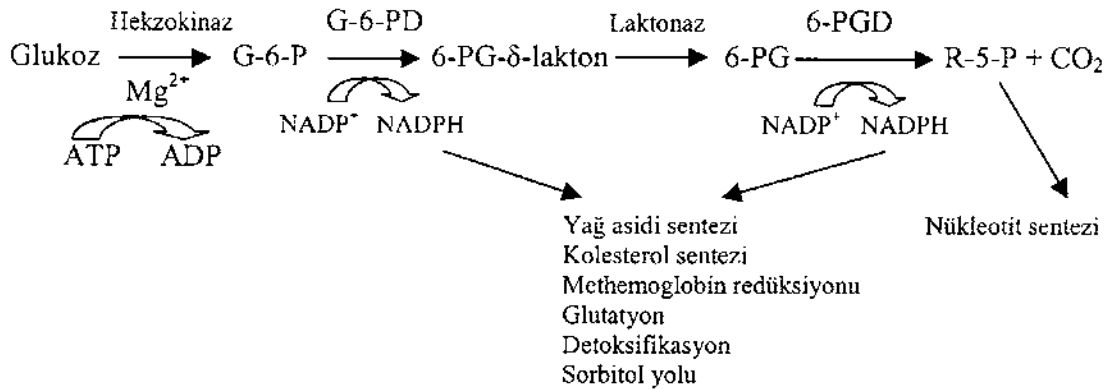 Hekzokinaz G-6-PD Laktonaz 6-PGD
Glukoz G-6-P 6-PG-δ-lakton 6-PG R-5-P + CO₂
Mg²⁺
NADP⁺ NADPH NADP⁺ NADPH
ATP ADP
Yağ asidi sentezi Nükleotit sentezi
Kolesterol sentezi
Methemoglobin redüksiyonu
Glutatyon
Detoksifikasyon
Sorbitol yolu